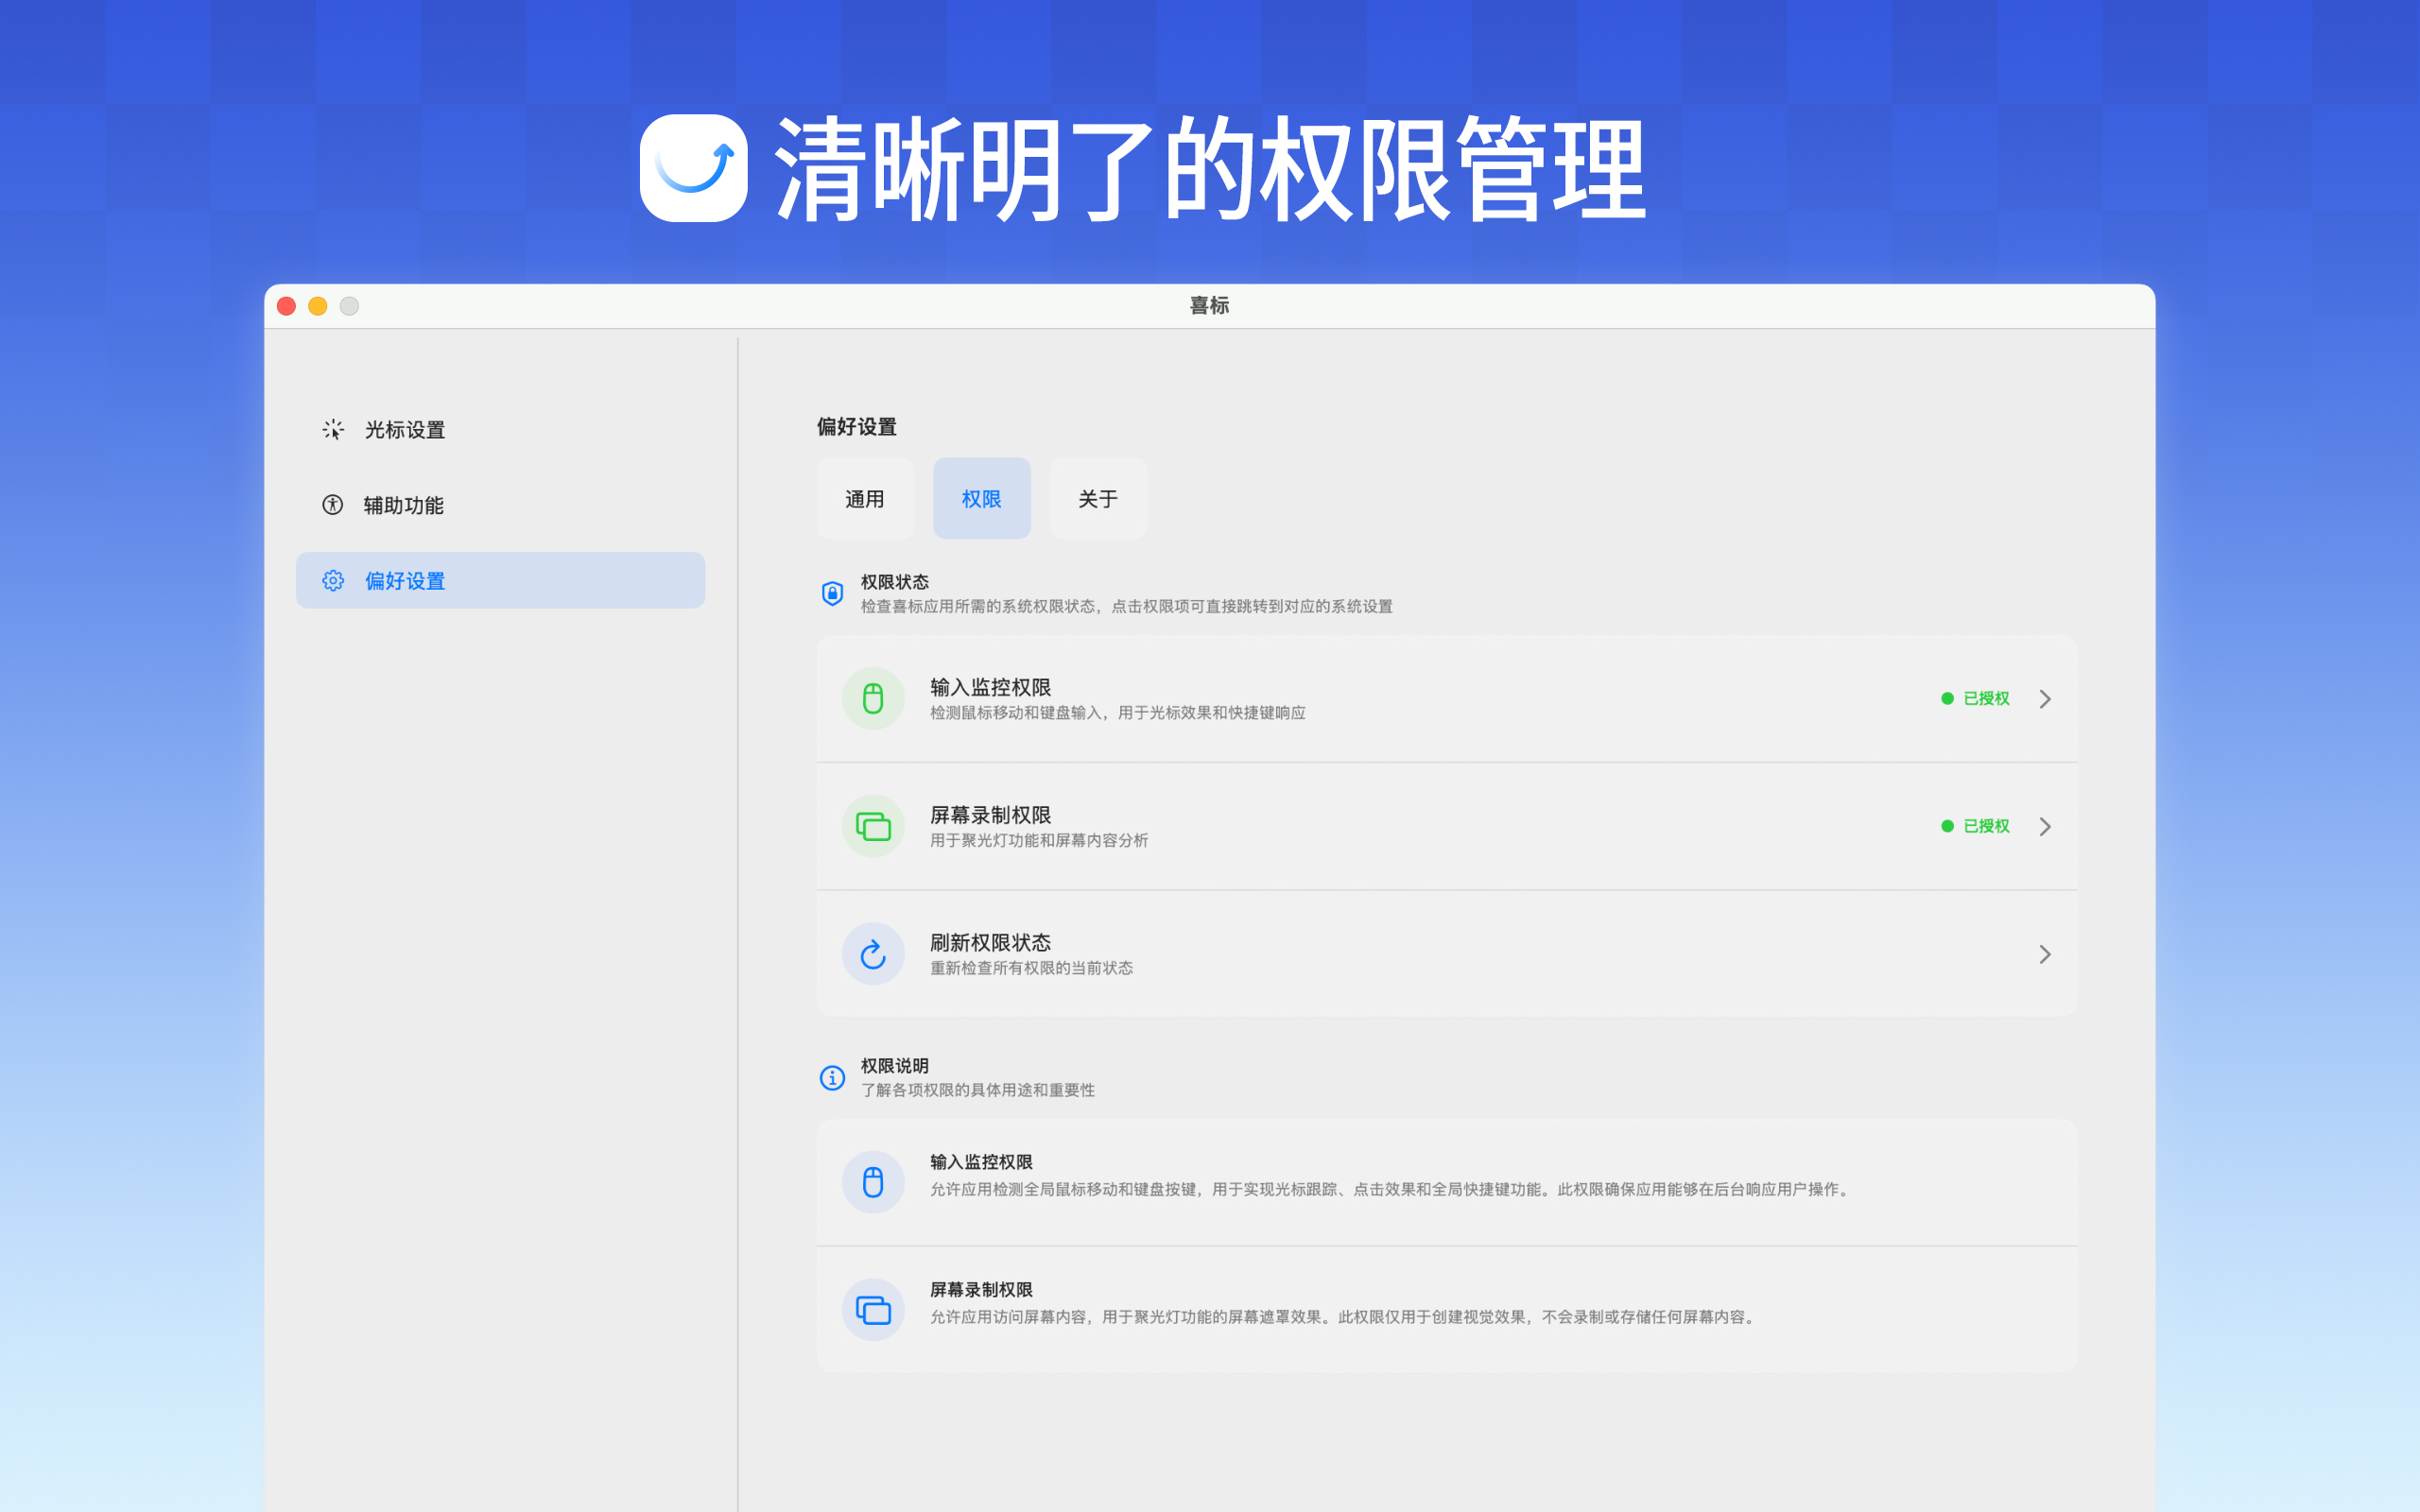 清晰明了的权限管理
喜标
光标设置
辅助功能
偏好设置
偏好设置
通用
权限
关于
权限状态
检查喜标应用所需的系统权限状态，点击权限项可直接跳转到对应的系统设置
输入监控权限
检测鼠标移动和键盘输入，用于光标效果和快捷键响应
已授权
屏幕录制权限
用于聚光灯功能和屏幕内容分析
已授权
刷新权限状态
重新检查所有权限的当前状态
权限说明
了解各项权限的具体用途和重要性
输入监控权限
允许应用检测全局鼠标移动和键盘按键，用于实现光标跟踪、点击效果和全局快捷键功能。此权限确保应用能够在后台响应用户操作。
屏幕录制权限
允许应用访问屏幕内容，用于聚光灯功能的屏幕遮罩效果。此权限仅用于创建视觉效果，不会录制或存储任何屏幕内容。